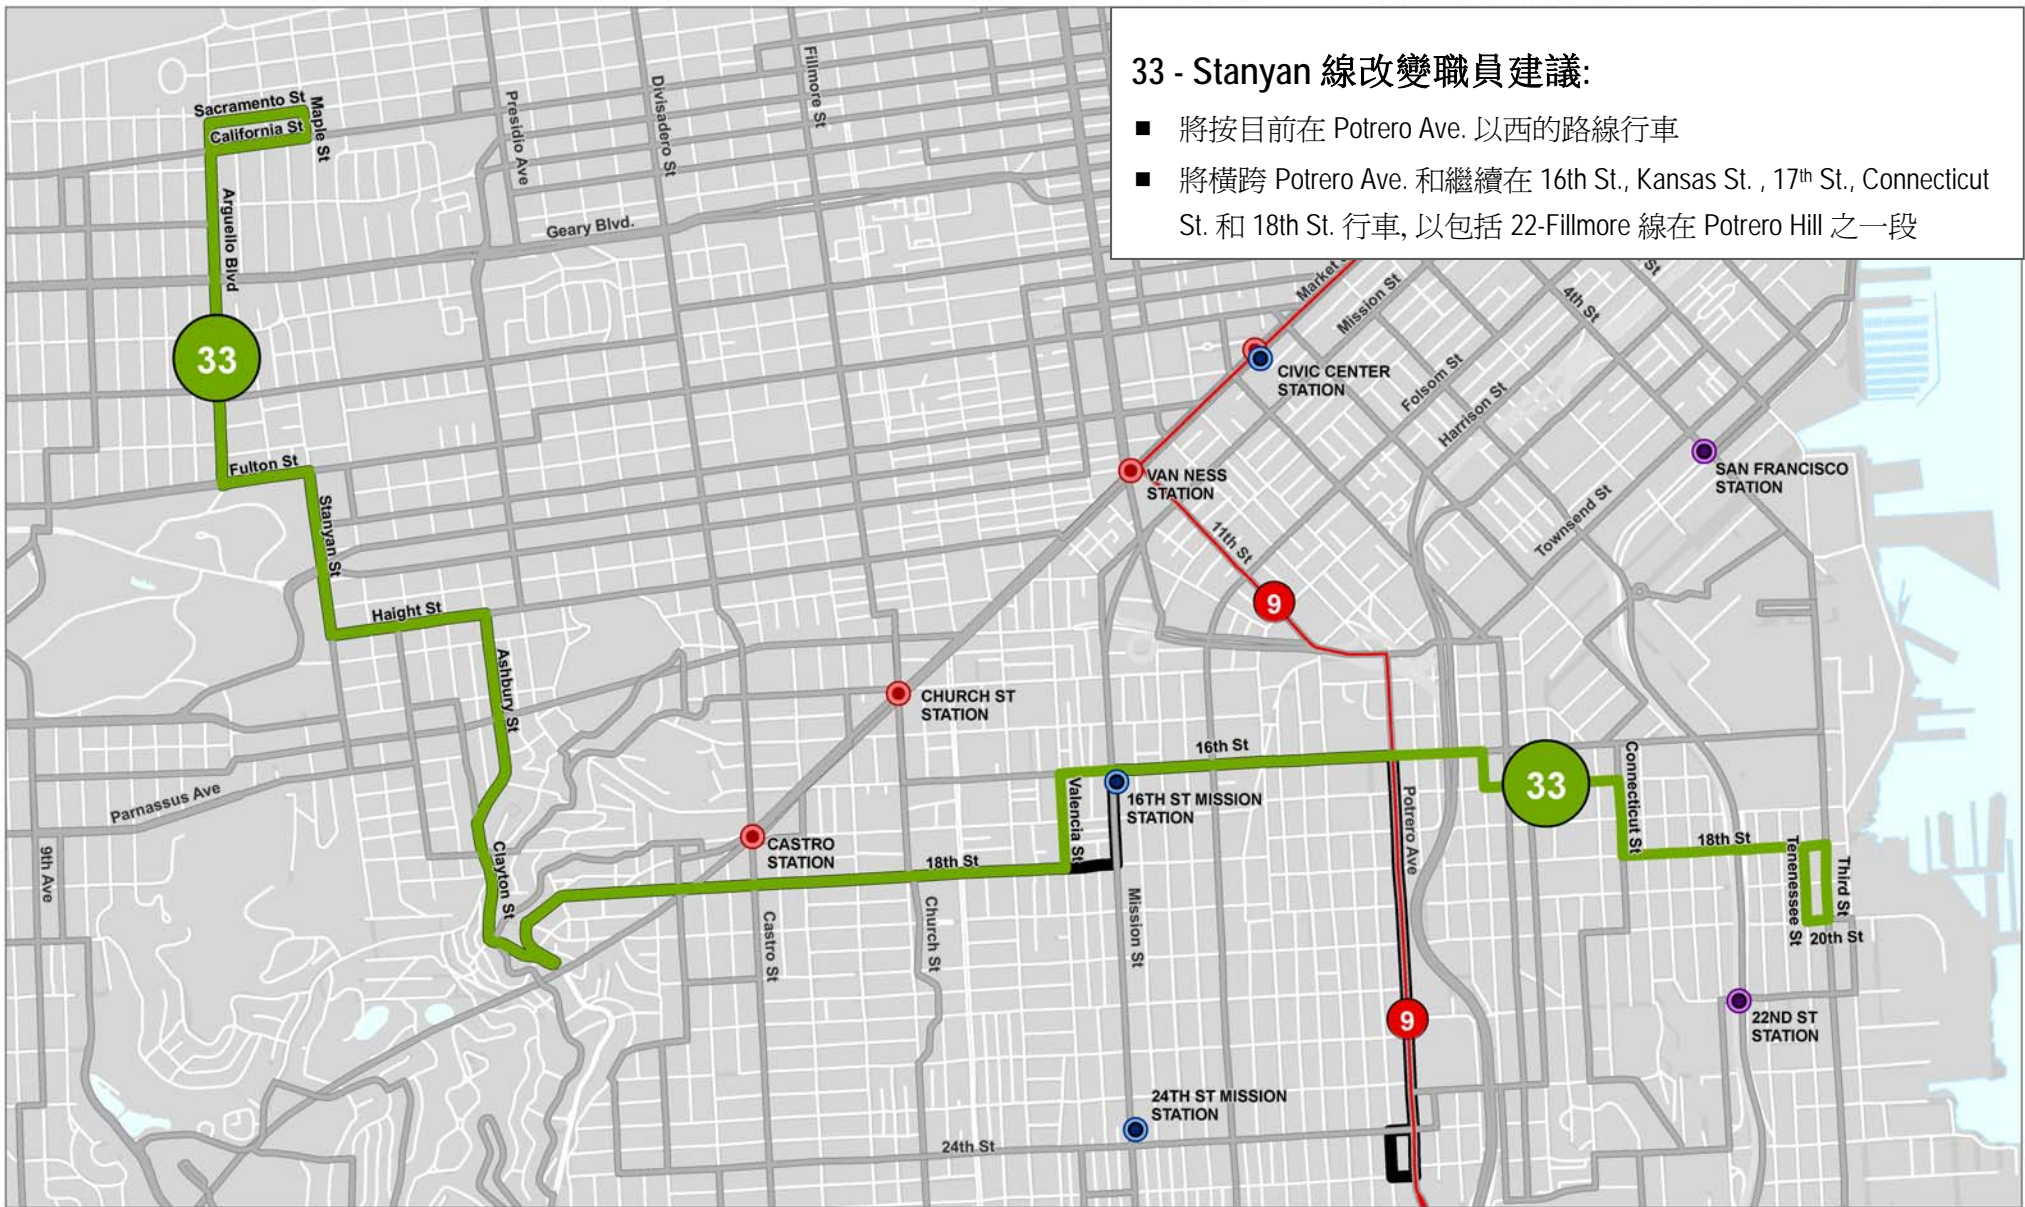 33 - Stanyan 線改變職員建議:
■ 將按目前在 Potrero Ave. 以西的路線行車
■ 將橫跨 Potrero Ave. 和繼續在 16th St., Kansas St. , 17th St., Connecticut
St. 和 18th St. 行車, 以包括 22-Fillmore 線在 Potrero Hill 之一段
Sacramento St
California St
Maple St
Arguello Blvd
33
Presidio Ave
Divisadero St
Fillmore St
Geary Blvd.
Fulton St
Stanyan St
Haight St
Ashbury St
Clayton St
Parnassus Ave
9th Ave
Market
Mission St
St
4th St
CIVIC CENTER
STATION
Folsom St
Harrison St
VAN NESS
STATION
11th St
9
SAN FRANCISCO
STATION
Townsend St
CHURCH ST
STATION
CASTRO
STATION
16th St
16TH ST MISSION
STATION
Valencia St
18th St
Castro St
Church St
Mission St
Potrero Ave
33
Connecticut St
18th St
Tenenessee St
Third St
20th St
9
22ND ST
STATION
24TH ST MISSION
STATION
24th St